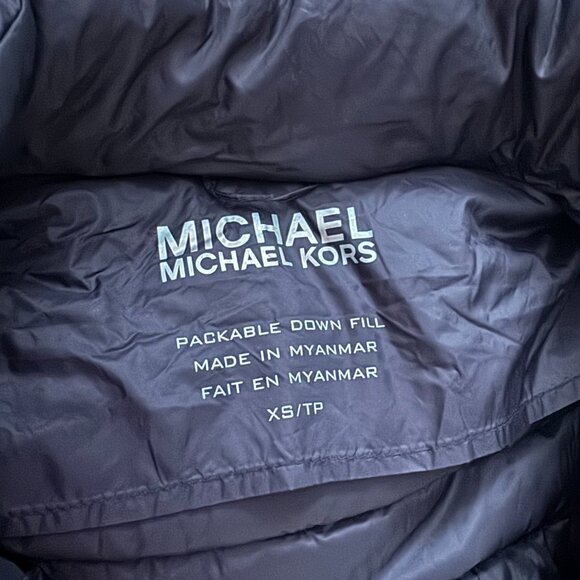 MICHAEL
MICHAEL KORS
PACKABLE DOWN FILL
MADE IN MYANMAR
FAIT EN MYANMAR
XS/TP